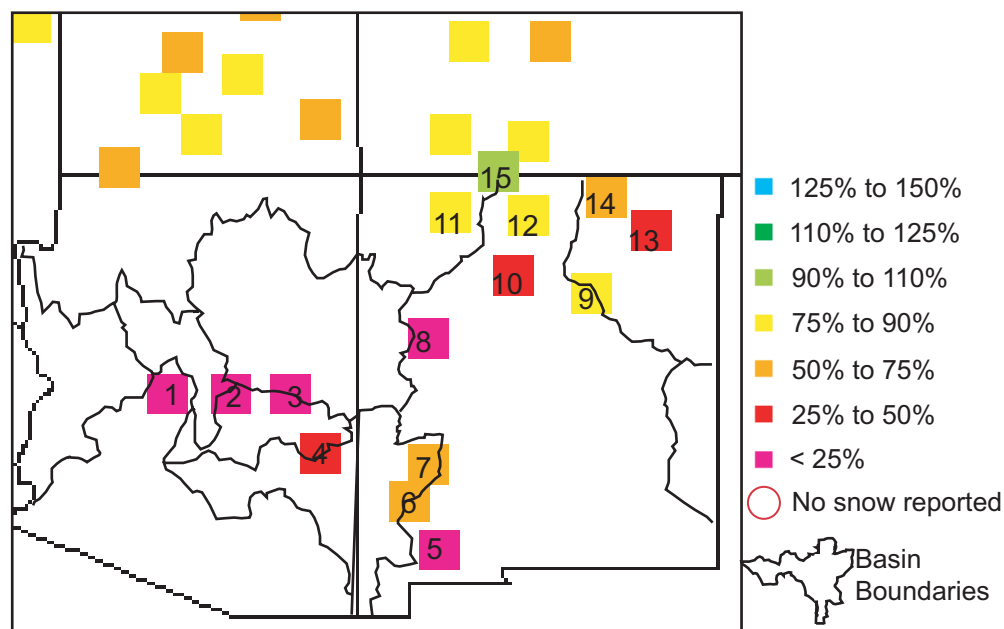 15
14
11
12
13
10
9
8
1
2
3
4
7
6
5
125% to 150%
110% to 125%
90% to 110%
75% to 90%
50% to 75%
25% to 50%
< 25%
No snow reported
Basin
Boundaries